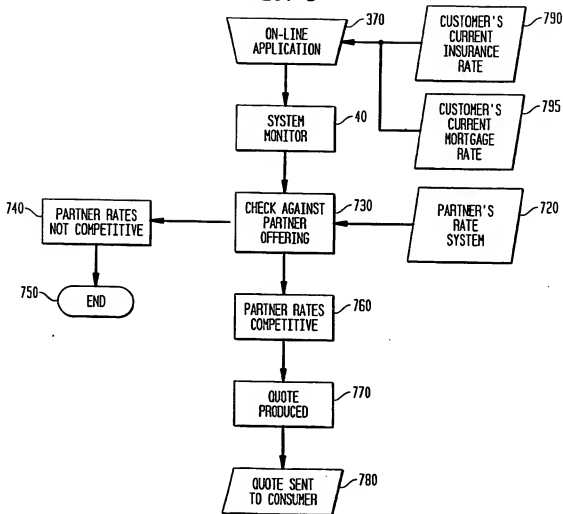 ON-LINE
APPLICATION
370
CUSTOMER'S
CURRENT
INSURANCE
RATE
790
SYSTEM
MONITOR
40
CUSTOMER'S
CURRENT
MORTGAGE
RATE
795
740
PARTNER RATES
NOT COMPETITIVE
CHECK AGAINST
PARTNER
OFFERING
730
PARTNER'S
RATE
SYSTEM
720
750
END
PARTNER RATES
COMPETITIVE
760
QUOTE
PRODUCED
770
QUOTE SENT
TO CONSUMER
780